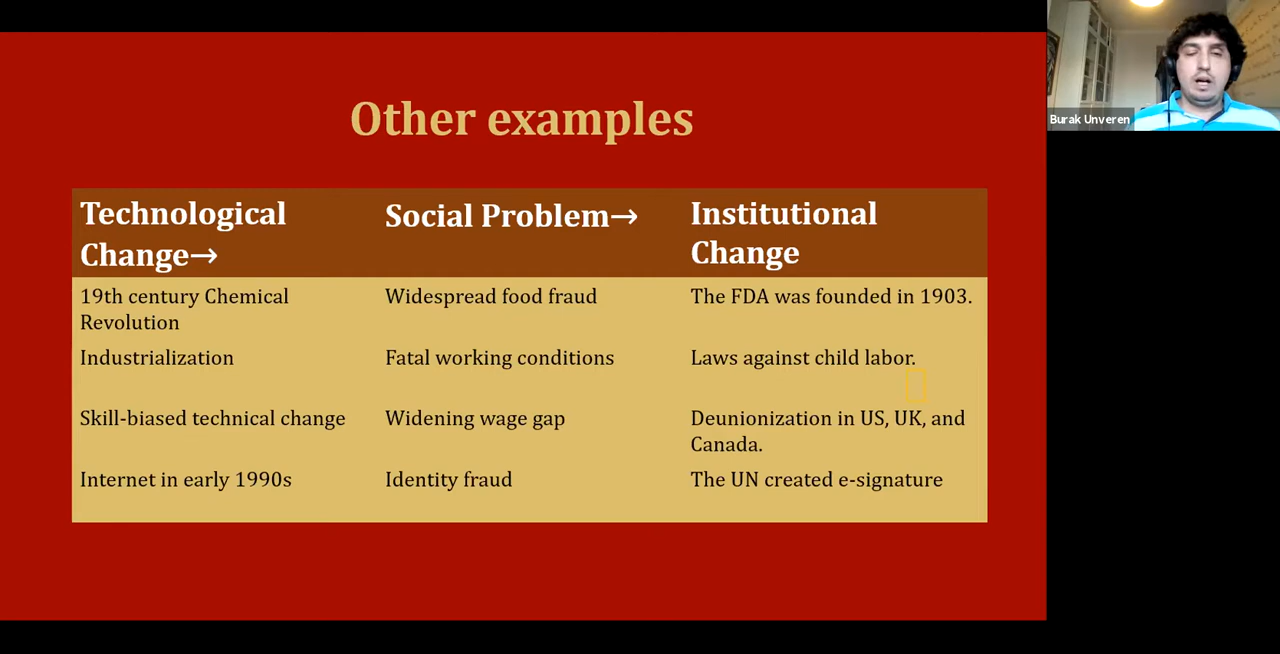 Other examples
Technological
Change→
Social Problem→
Institutional
Change
19th century Chemical
Revolution
Widespread food fraud
The FDA was founded in 1903.
Industrialization
Fatal working conditions
Laws against child labor.
Skill-biased technical change
Widening wage gap
Deunionization in US, UK, and
Canada.
Internet in early 1990s
Identity fraud
The UN created e-signature
Burak Unveren